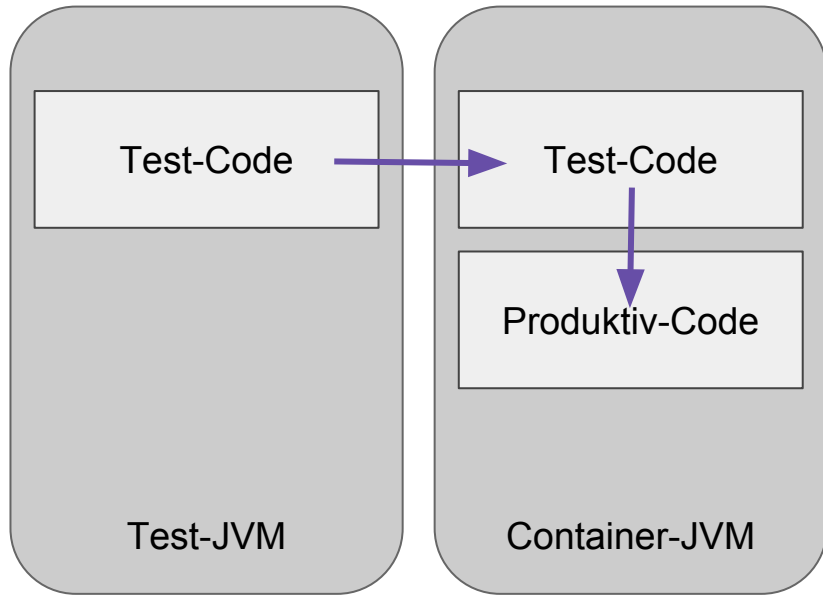 Test-Code
Test-Code
Produktiv-Code
Test-JVM
Container-JVM